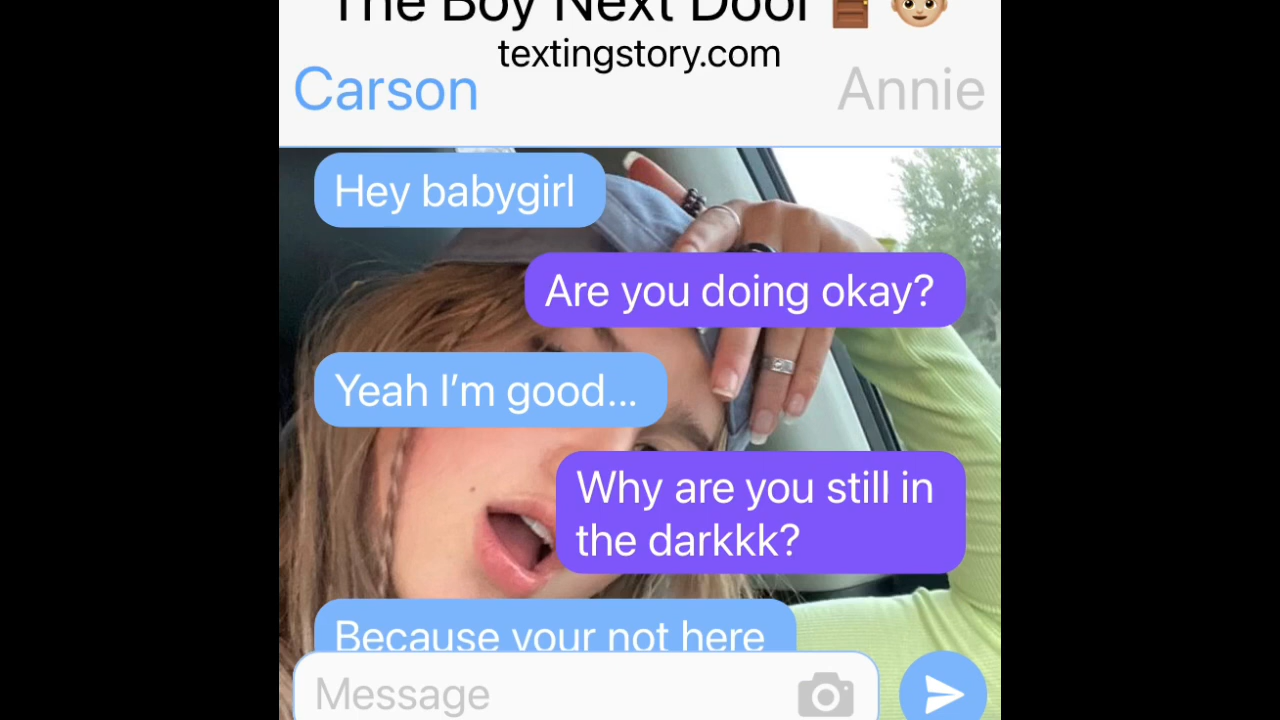 The Boy Next Door
textingstory.com
Carson
Annie
Hey babygirl
Are you doing okay?
Yeah I'm good...
Why are you still in
the darkkk?
Because your not here
Message